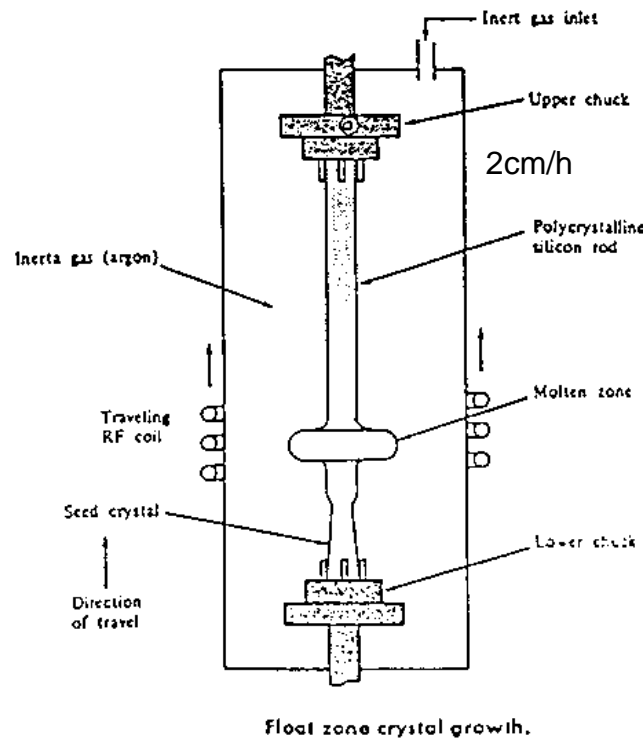 Inert gas inlet
Upper chuck
2cm/h
Polycrystalline
silicon rod
Inerta gas (argon)
Molten zone
Traveling
RF coil
Seed crystal
Lower chuck
Direction
of travel
Float zone crystal growth.